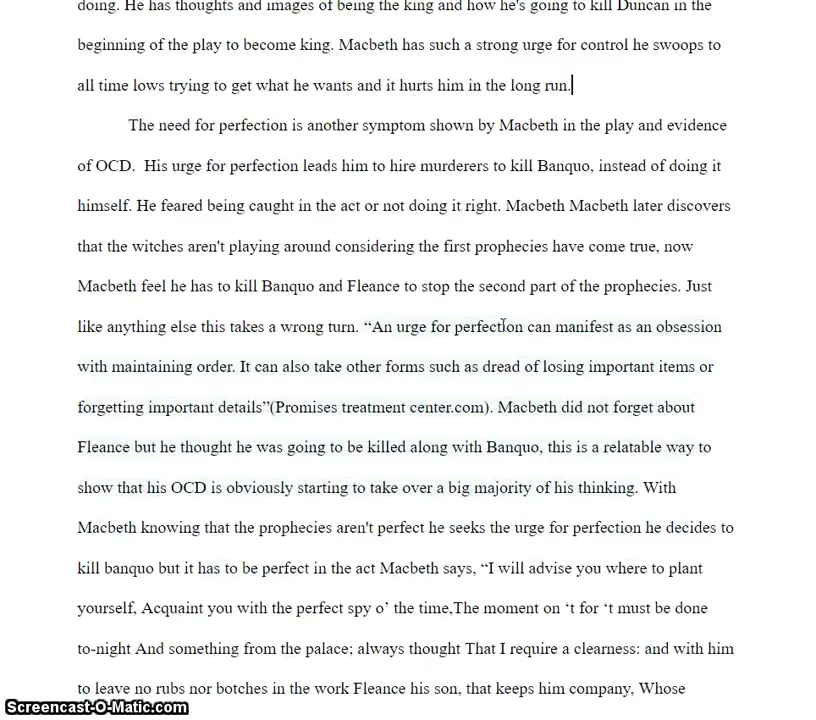 doing. He has thoughts and images of being the king and how he's going to kill Duncan in the
beginning of the play to become king. Macbeth has such a strong urge for control he swoops to
all time lows trying to get what he wants and it hurts him in the long run.
The need for perfection is another symptom shown by Macbeth in the play and evidence
of OCD.  His urge for perfection leads him to hire murderers to kill Banquo, instead of doing it
himself. He feared being caught in the act or not doing it right. Macbeth Macbeth later discovers
that the witches aren't playing around considering the first prophecies have come true, now
Macbeth feel he has to kill Banquo and Fleance to stop the second part of the prophecies. Just
like anything else this takes a wrong turn. “An urge for perfection can manifest as an obsession
with maintaining order. It can also take other forms such as dread of losing important items or
forgetting important details”(Promises treatment center.com). Macbeth did not forget about
Fleance but he thought he was going to be killed along with Banquo, this is a relatable way to
show that his OCD is obviously starting to take over a big majority of his thinking. With
Macbeth knowing that the prophecies aren't perfect he seeks the urge for perfection he decides to
kill banquo but it has to be perfect in the act Macbeth says, “I will advise you where to plant
yourself, Acquaint you with the perfect spy o’ the time,The moment on ‘t for ‘t must be done
to-night And something from the palace; always thought That I require a clearness: and with him
to leave no rubs nor botches in the work Fleance his son, that keeps him company, Whose
Screencast-O-Matic.com